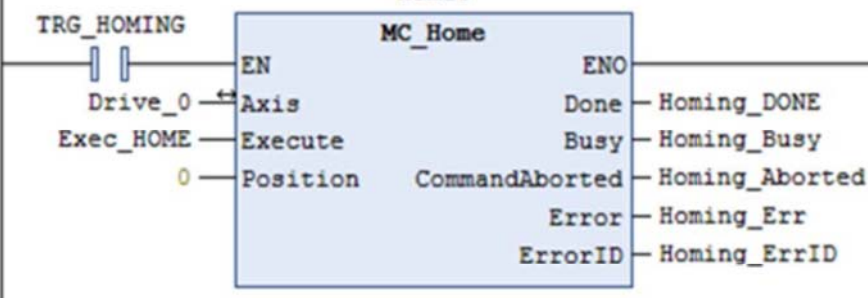 TRG_HOMING
MC_Home
EN ENO
Drive_0 Axis Done Homing_DONE
Exec_HOME Execute Busy Homing_Busy
0 Position CommandAborted Homing_Aborted
Error Homing_Err
ErrorID Homing_ErrID